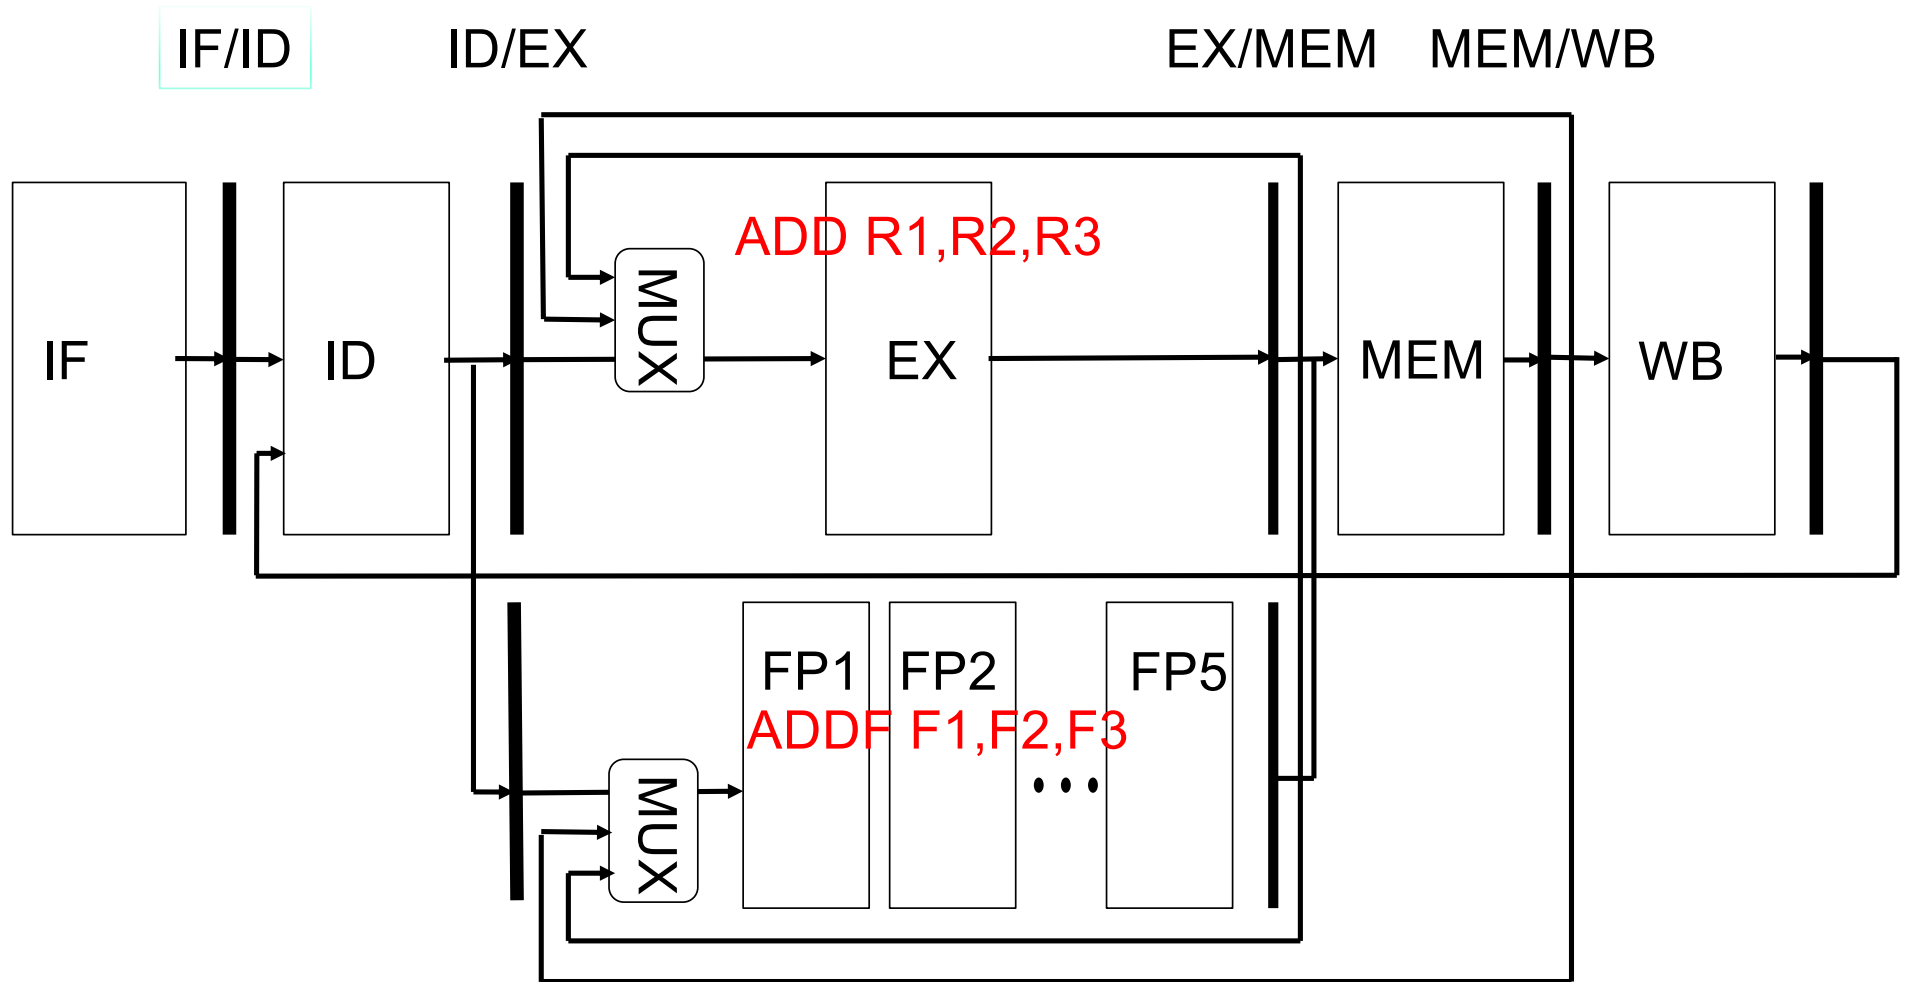 IF/ID
ID/EX
EX/MEM
MEM/WB
ADD R1,R2,R3
MUX
IF
ID
EX
MEM
WB
FP1
FP2
FP5
ADDF F1,F2,F3
•••
MUX